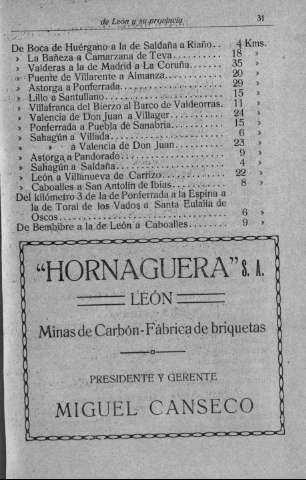 de León y su provincia 31
De Boca de Huérgano a la de Saldaña a Riaño.. 4 Kms.
» La Bañeza a Camarzana de Teva.......... 18 »
» Valderas a la de Madrid a La Coruña....... 35 »
» Puente de Villarente a Almanza............ 20 »
» Astorga a Ponferrada..................... 29 »
» Lillo a Santullano........................ 15 »
» Villafranca del Bierzo al Barco de Valdeorras. 11 »
» Valencia de Don Juan a Villager........... 24 »
» Ponferrada a Puebla de Sanabria.......... 15 »
» Sahagún a Villada........................ 6 »
» » a Valencia de Don Juan........ 23 »
» Astorga a Pandorado..................... 9 »
» Sahagún a Saldaña....................... 4 »
» León a Villanueva de Carrizo.............. 22 »
» Caboalles a San Antolín de Ibias........... 8 »
Del kilómetro 3 de la de Ponferrada a la Espina a
la de Toral de los Vados a Santa Eulalia de
Oscos................................ 6 »
De Bembibre a la de León a Caboalles......... 9 »
"HORNAGUERA" S. A.
LEÓN
Minas de Carbón-Fábrica de briquetas
PRESIDENTE Y GERENTE
MIGUEL CANSECO